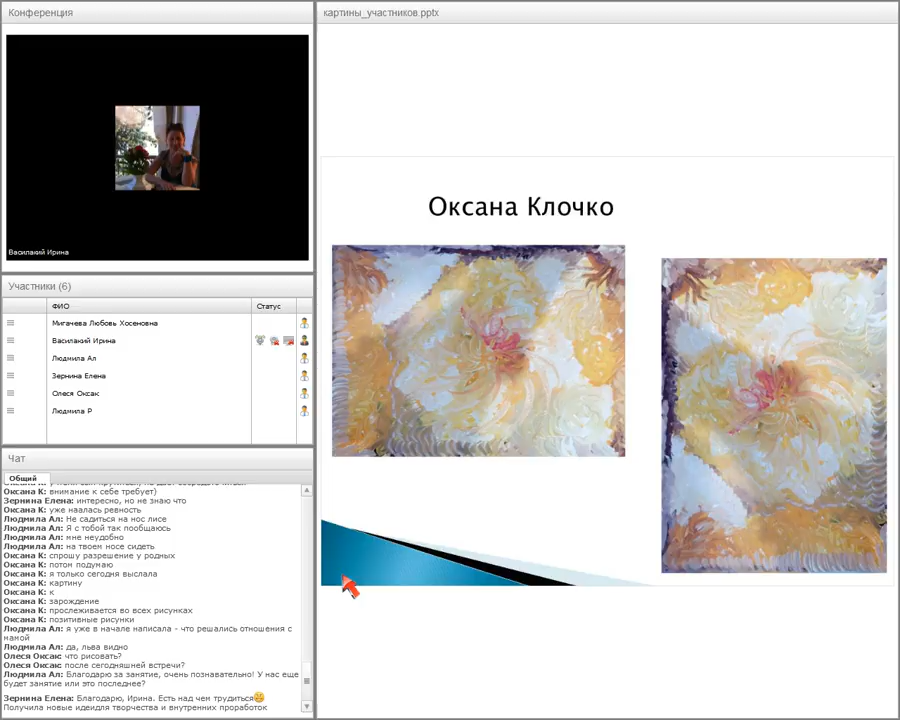 Конференция
Василакий Ирина
Участники (6)
ФИО
Статус
Мигачева Любовь Хосеновна
Василакий Ирина
Людмила Ал
Зернина Елена
Олеся Оксак
Людмила Р
Чат
Общий
Оксана К: внимание к себе требует)
Зернина Елена: интересно, но не знаю что
Оксана К: уже наалась ревность
Людмила Ал: Не садиться на нос лисе
Людмила Ал: Я с тобой так пообщаюсь
Людмила Ал: мне неудобно
Людмила Ал: на твоем носе сидеть
Оксана К: спрошу разрешение у родных
Оксана К: потом подумаю
Оксана К: я только сегодня выслала
Оксана К: картину
Оксана К: к
Оксана К: зарождение
Оксана К: прослеживается во всех рисунках
Оксана К: позитивные рисунки
Людмила Ал: я уже в начале написала - что решались отношения с
мамой
Людмила Ал: да, льва видно
Олеся Оксак: что рисовать?
Олеся Оксак: после сегодняшней встречи?
Людмила Ал: Благодарю за занятие, очень познавательно! У нас еще
будет занятие или это последнее?
Зернина Елена: Благодарю, Ирина. Есть над чем трудиться
Получила новые идеидля творчества и внутренних проработок
картины_участников.pptx
Оксана Клочко